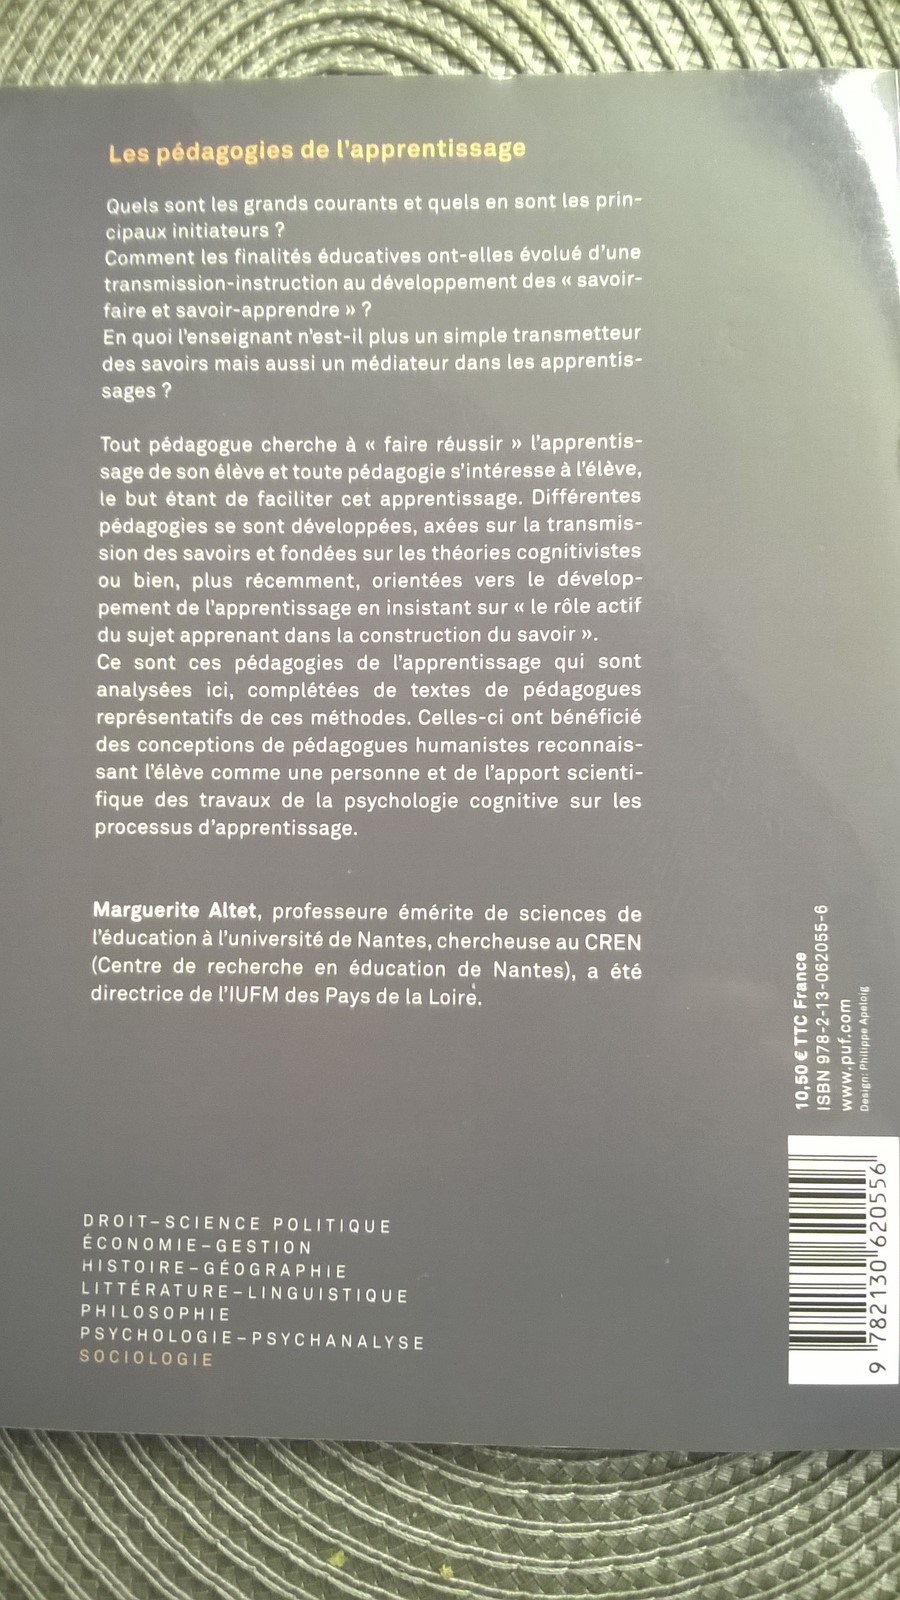 Les pédagogies de l'apprentissage
Quels sont les grands courants et quels en sont les prin-
cipaux initiateurs ?
Comment les finalités éducatives ont-elles évolué d'une
transmission-instruction au développement des « savoir-
faire et savoir-apprendre » ?
En quoi l'enseignant n'est-il plus un simple transmetteur
des savoirs mais aussi un médiateur dans les apprentis-
sages ?
Tout pédagogue cherche à « faire réussir » l'apprentis-
sage de son élève et toute pédagogie s'intéresse à l'élève,
le but étant de faciliter cet apprentissage. Différentes
pédagogies se sont développées, axées sur la transmis-
sion des savoirs et fondées sur les théories cognitivistes
ou bien, plus récemment, orientées vers le dévelop-
pement de l'apprentissage en insistant sur « le rôle actif
du sujet apprenant dans la construction du savoir ».
Ce sont ces pédagogies de l'apprentissage qui sont
analysées ici, complétées de textes de pédagogues
représentatifs de ces méthodes. Celles-ci ont bénéficié
des conceptions de pédagogues humanistes reconnais-
sant l'élève comme une personne et de l'apport scienti-
fique des travaux de la psychologie cognitive sur les
processus d'apprentissage.
Marguerite Altet, professeure émérite de sciences de
l'éducation à l'université de Nantes, chercheuse au CREN
(Centre de recherche en éducation de Nantes), a été
directrice de l'IUFM des Pays de la Loire.
DROIT–SCIENCE POLITIQUE
ÉCONOMIE–GESTION
HISTOIRE–GÉOGRAPHIE
LITTÉRATURE–LINGUISTIQUE
PHILOSOPHIE
PSYCHOLOGIE–PSYCHANALYSE
SOCIOLOGIE
10,50 € TTC France
ISBN 978-2-13-062055-6
www.puf.com
Design: Philippe Apeloig
9 782130 620556